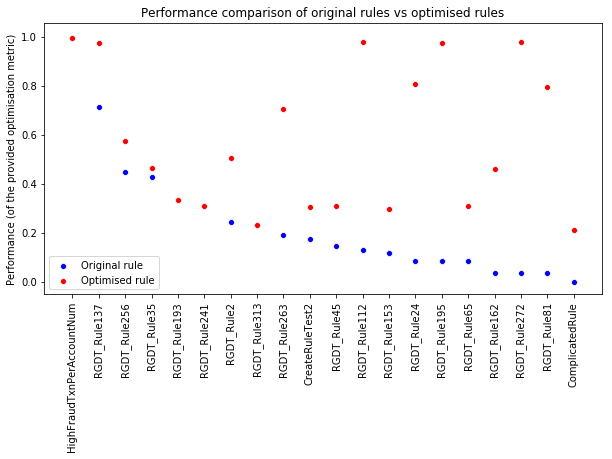 Performance comparison of original rules vs optimised rules
Performance (of the provided optimisation metric)
1.0
0.8
0.6
0.4
0.2
0.0
Original rule
Optimised rule
HighFraudTxnPerAccountNum
RGDT_Rule137
RGDT_Rule256
RGDT_Rule35
RGDT_Rule193
RGDT_Rule241
RGDT_Rule2
RGDT_Rule313
RGDT_Rule263
CreateRuleTest2
RGDT_Rule45
RGDT_Rule112
RGDT_Rule153
RGDT_Rule24
RGDT_Rule195
RGDT_Rule65
RGDT_Rule162
RGDT_Rule272
RGDT_Rule81
ComplicatedRule